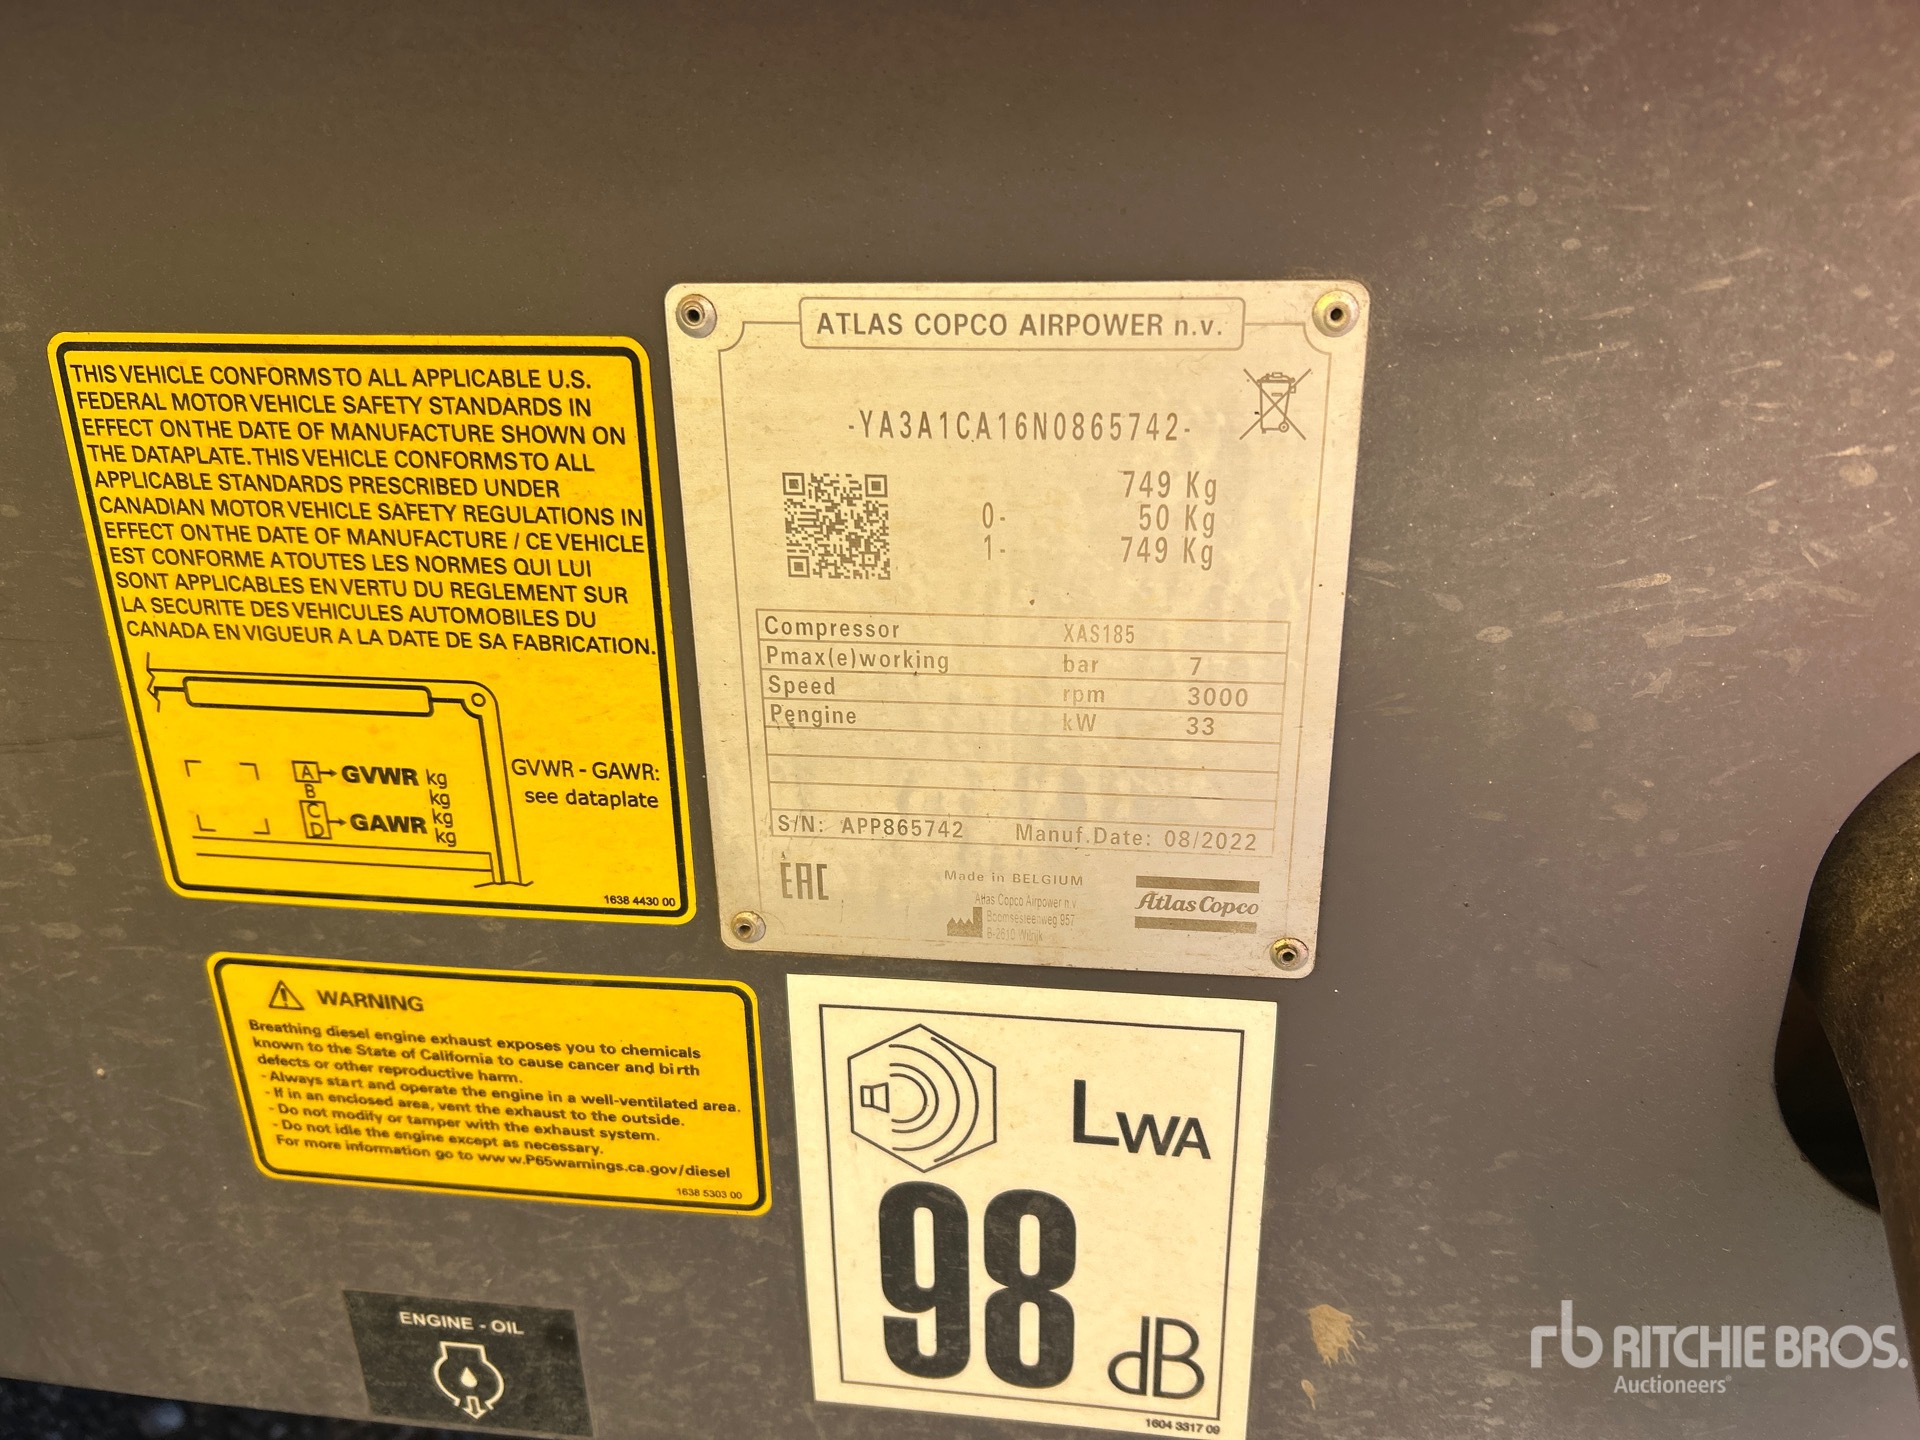 THIS VEHICLE CONFORMS TO ALL APPLICABLE U.S.
FEDERAL MOTOR VEHICLE SAFETY STANDARDS IN
EFFECT ON THE DATE OF MANUFACTURE SHOWN ON
THE DATAPLATE. THIS VEHICLE CONFORMS TO ALL
APPLICABLE STANDARDS PRESCRIBED UNDER
CANADIAN MOTOR VEHICLE SAFETY REGULATIONS IN
EFFECT ON THE DATE OF MANUFACTURE / CE VEHICLE
EST CONFORME A TOUTES LES NORMES QUI LUI
SONT APPLICABLES EN VERTU DU REGLEMENT SUR
LA SECURITE DES VEHICULES AUTOMOBILES DU
CANADA EN VIGUEUR A LA DATE DE SA FABRICATION.
A GVWR kg
B kg
C GAWR kg
D kg
GVWR - GAWR:
see dataplate
1638 4430 00
ATLAS COPCO AIRPOWER n.v.
-YA3A1CA16N0865742-
749 Kg
0- 50 Kg
1- 749 Kg
Compressor XAS185
Pmax(e)working bar 7
Speed rpm 3000
Pengine kW 33
S/N: APP865742 Manuf.Date: 08/2022
EAC
Made in BELGIUM
Atlas Copco Airpower n.v.
Boomsesteenweg 957
B-2610 Wilrijk
Atlas Copco
WARNING
Breathing diesel engine exhaust exposes you to chemicals
known to the State of California to cause cancer and birth
defects or other reproductive harm.
- Always start and operate the engine in a well-ventilated area.
- If in an enclosed area, vent the exhaust to the outside.
- Do not modify or tamper with the exhaust system.
- Do not idle the engine except as necessary.
For more information go to www.P65warnings.ca.gov/diesel
1638 5303 00
LWA
98
dB
1604 3317 09
ENGINE - OIL
rb RITCHIE BROS.
Auctioneers